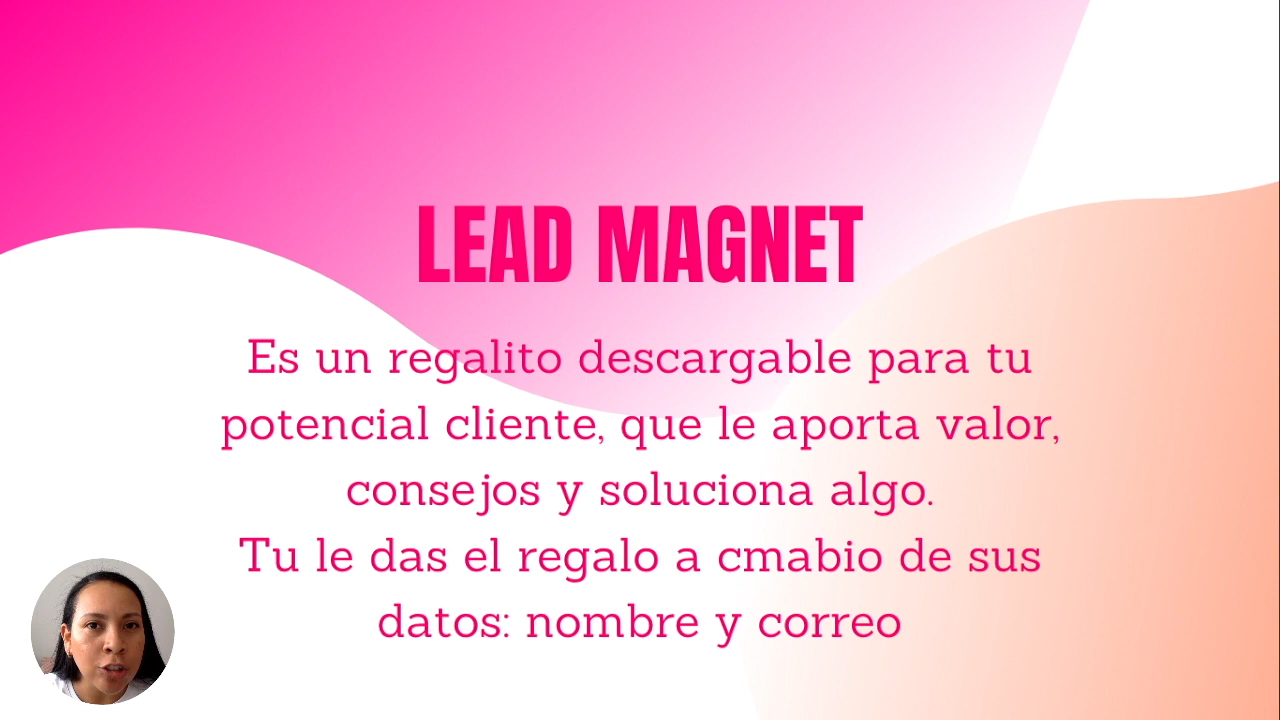 LEAD MAGNET
Es un regalito descargable para tu
potencial cliente, que le aporta valor,
consejos y soluciona algo.
Tu le das el regalo a cmabio de sus
datos: nombre y correo